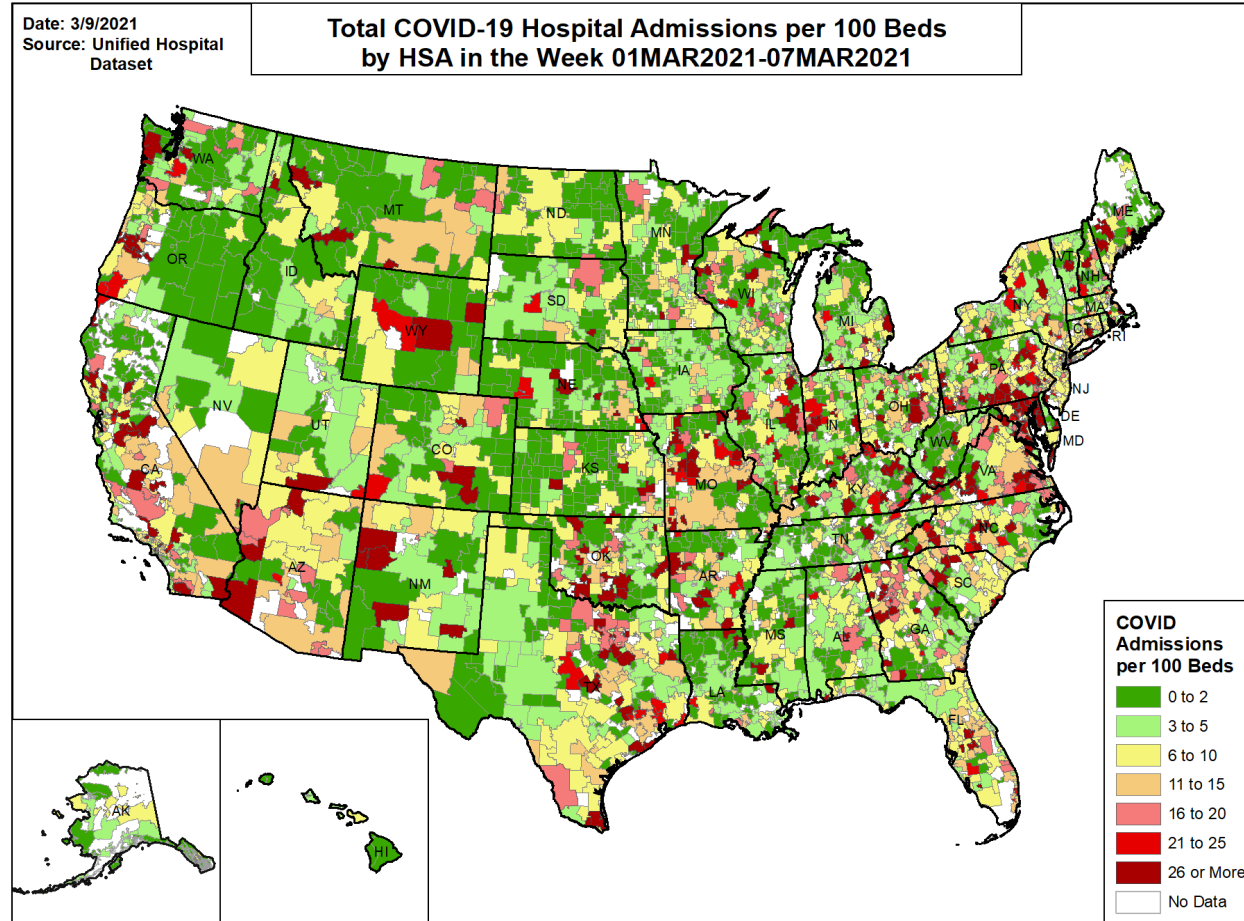 Date: 3/9/2021
Source: Unified Hospital
Dataset
Total COVID-19 Hospital Admissions per 100 Beds
by HSA in the Week 01MAR2021-07MAR2021
WA
MT
ND
MN
ME
OR
ID
SD
WI
VT
NH
NY
MA
WY
MI
CT
RI
IA
PA
NE
NJ
NV
UT
OH
DE
IL
IN
MD
CO
WV
CA
KS
MO
VA
KY
NC
TN
AZ
OK
NM
AR
SC
MS
AL
GA
TX
LA
FL
AK
HI
COVID
Admissions
per 100 Beds
0 to 2
3 to 5
6 to 10
11 to 15
16 to 20
21 to 25
26 or More
No Data